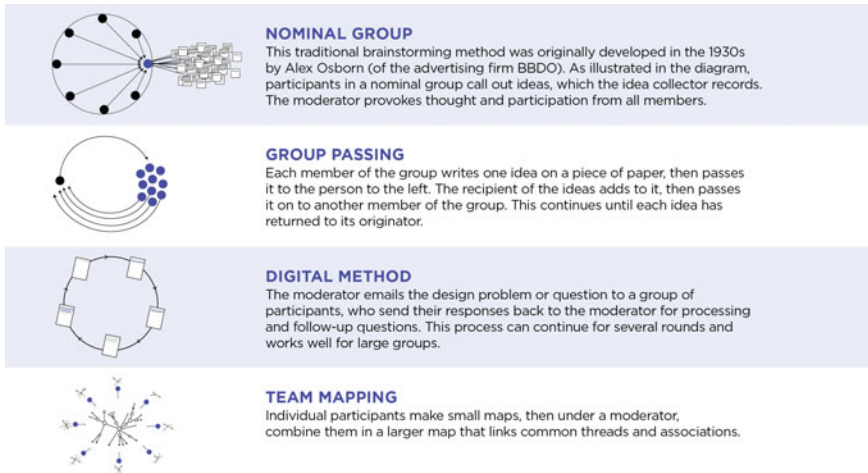 NOMINAL GROUP
This traditional brainstorming method was originally developed in the 1930s
by Alex Osborn (of the advertising firm BBDO). As illustrated in the diagram,
participants in a nominal group call out ideas, which the idea collector records.
The moderator provokes thought and participation from all members.
GROUP PASSING
Each member of the group writes one idea on a piece of paper, then passes
it to the person to the left. The recipient of the ideas adds to it, then passes
it on to another member of the group. This continues until each idea has
returned to its originator.
DIGITAL METHOD
The moderator emails the design problem or question to a group of
participants, who send their responses back to the moderator for processing
and follow-up questions. This process can continue for several rounds and
works well for large groups.
TEAM MAPPING
Individual participants make small maps, then under a moderator,
combine them in a larger map that links common threads and associations.